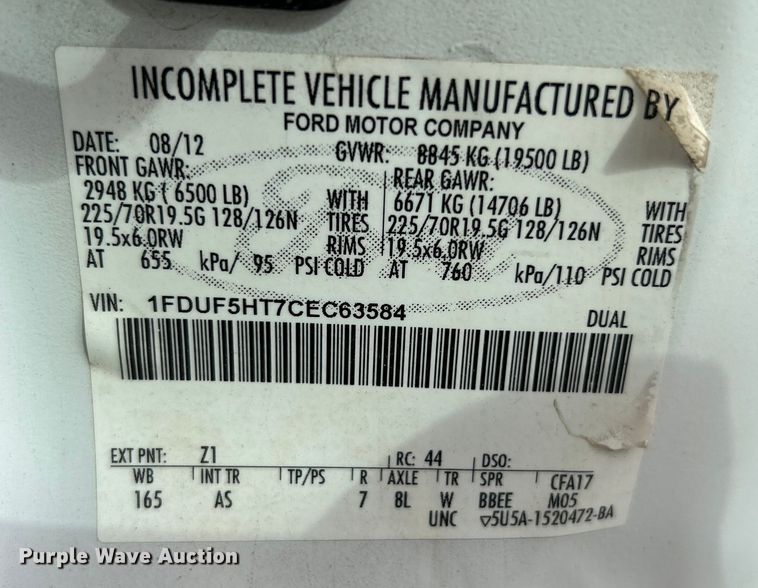 INCOMPLETE VEHICLE MANUFACTURED BY
FORD MOTOR COMPANY
DATE: 08/12 GVWR: 8845 KG (19500 LB)
FRONT GAWR: REAR GAWR:
2948 KG ( 6500 LB) WITH 6671 KG (14706 LB) WITH
225/70R19.5G 128/126N TIRES 225/70R19.5G 128/126N TIRES
19.5x6.0RW RIMS 19.5x6.0RW RIMS
AT 655 kPa/ 95 PSI COLD AT 760 kPa/110 PSI COLD
VIN: 1FDUF5HT7CEC63584 DUAL
EXT PNT: Z1 RC: 44 DSO:
WB INT TR TP/PS R AXLE TR SPR CFA17
165 AS 7 8L W BBEE M05
UNC ▽5U5A-1520472-BA
Purple Wave Auction